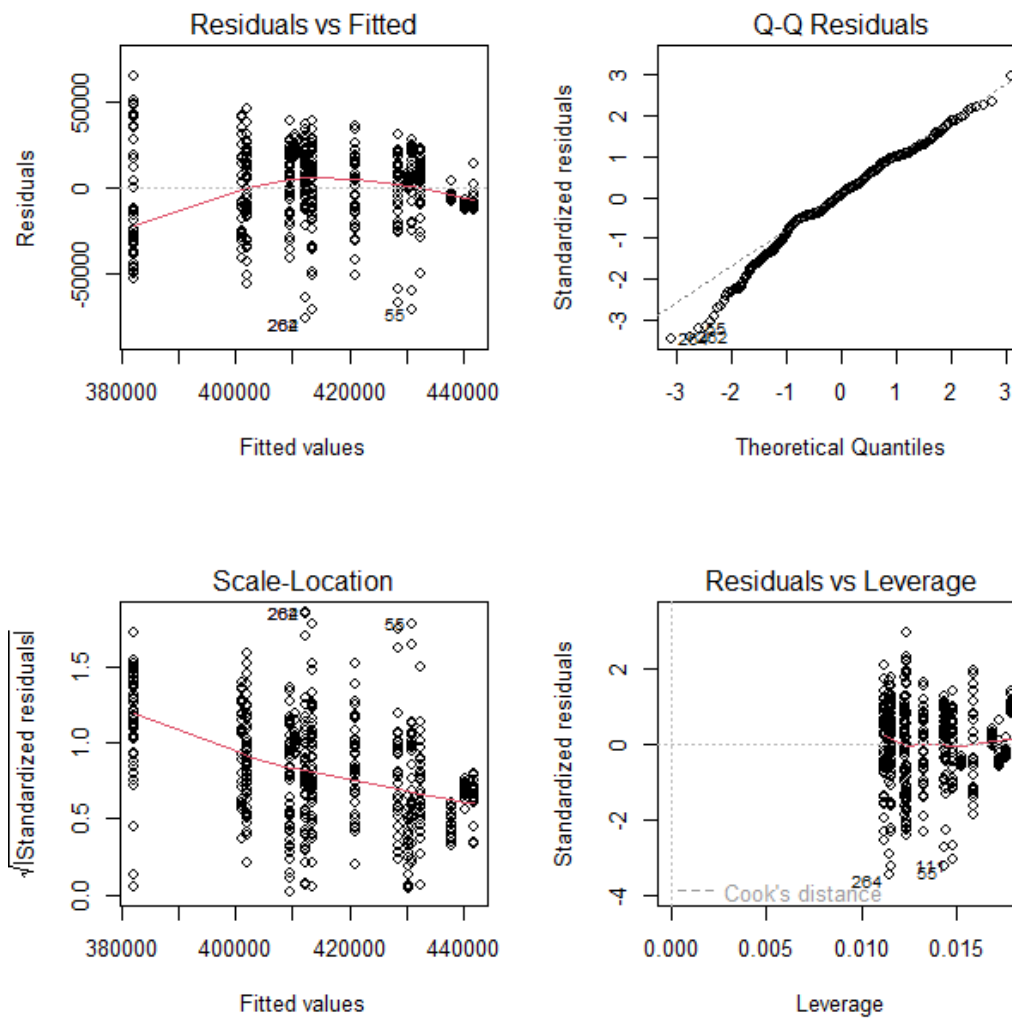 Residuals vs Fitted
Residuals
50000
0
-50000
55
380000 400000 420000 440000
Fitted values
Q-Q Residuals
Standardized residuals
3
2
1
0
-1
-2
-3
55
-3 -2 -1 0 1 2 3
Theoretical Quantiles
Scale-Location
√|Standardized residuals|
1.5
1.0
0.5
0.0
55
380000 400000 420000 440000
Fitted values
Residuals vs Leverage
Standardized residuals
2
0
-2
-4
264
55
Cook's distance
0.000 0.005 0.010 0.015
Leverage